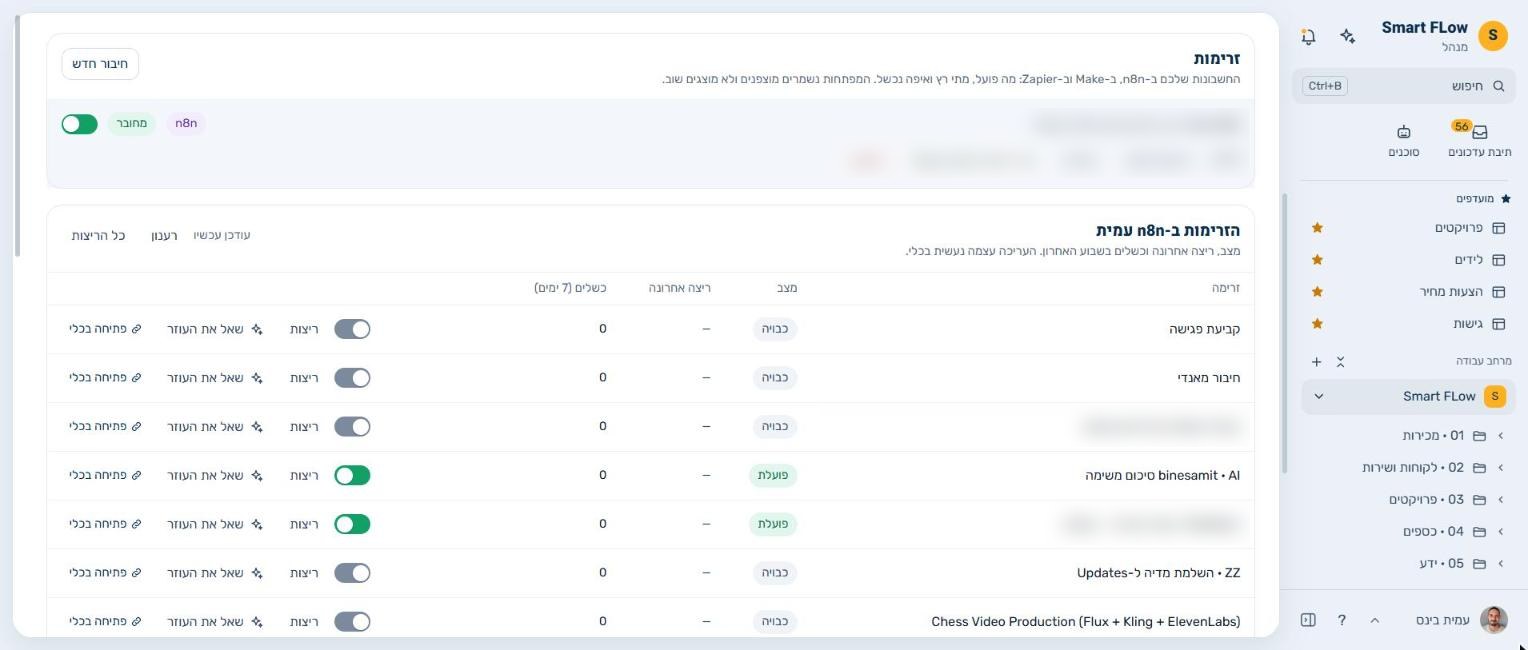 Smart FLow
מנהל
S
חיפוש
Ctrl+B
תיבת עדכונים
56
סוכנים
מועדפים
פרויקטים
לידים
הצעות מחיר
גישות
מרחב עבודה
S
Smart FLow
01 • מכירות
02 • לקוחות ושירות
03 • פרויקטים
04 • כספים
05 • ידע
עמית בינס
?
זרימות
חיבור חדש
החשבונות שלכם ב-n8n, ב-Make וב-Zapier: מה פועל, מתי רץ ואיפה נכשל. המפתחות נשמרים מוצפנים ולא מוצגים שוב.
n8n מחובר
הזרימות ב-n8n עמית
עודכן עכשיו רענון כל הריצות
מצב, ריצה אחרונה וכשלים בשבוע האחרון. העריכה עצמה נעשית בכלי.
זרימה מצב ריצה אחרונה כשלים (7 ימים)
קביעת פגישה כבויה – 0 ריצות שאל את העוזר פתיחה בכלי
חיבור מאנדי כבויה – 0 ריצות שאל את העוזר פתיחה בכלי
כבויה – 0 ריצות שאל את העוזר פתיחה בכלי
binesamit • AI סיכום משימה פועלת – 0 ריצות שאל את העוזר פתיחה בכלי
פועלת – 0 ריצות שאל את העוזר פתיחה בכלי
ZZ • השלמת מדיה ל-Updates כבויה – 0 ריצות שאל את העוזר פתיחה בכלי
Chess Video Production (Flux + Kling + ElevenLabs) כבויה – 0 ריצות שאל את העוזר פתיחה בכלי